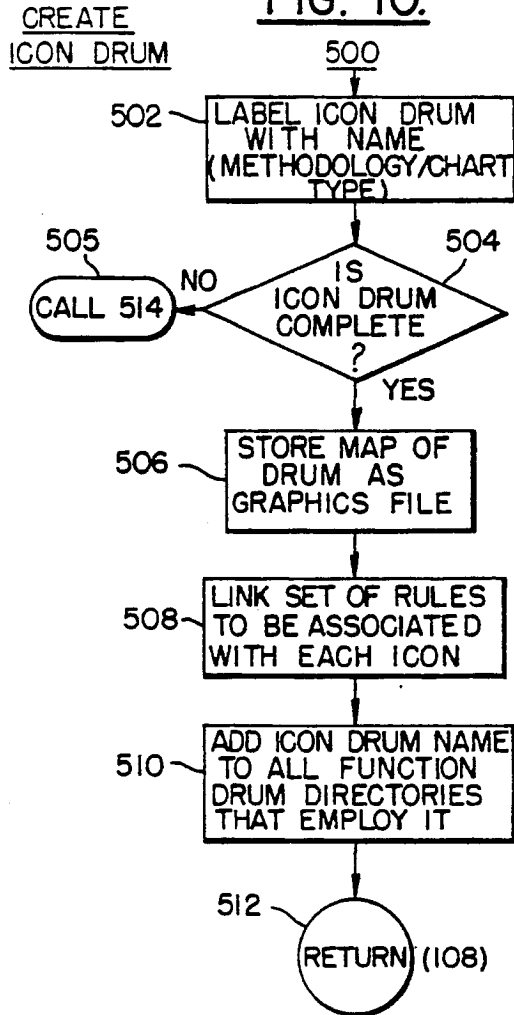 FIG. 10.
CREATE
ICON DRUM
500
502
LABEL ICON DRUM
WITH NAME
(METHODOLOGY/CHART
TYPE)
505
504
NO
CALL 514
IS
ICON DRUM
COMPLETE
?
YES
506
STORE MAP OF
DRUM AS
GRAPHICS FILE
508
LINK SET OF RULES
TO BE ASSOCIATED
WITH EACH ICON
510
ADD ICON DRUM NAME
TO ALL FUNCTION
DRUM DIRECTORIES
THAT EMPLOY IT
512
RETURN (108)